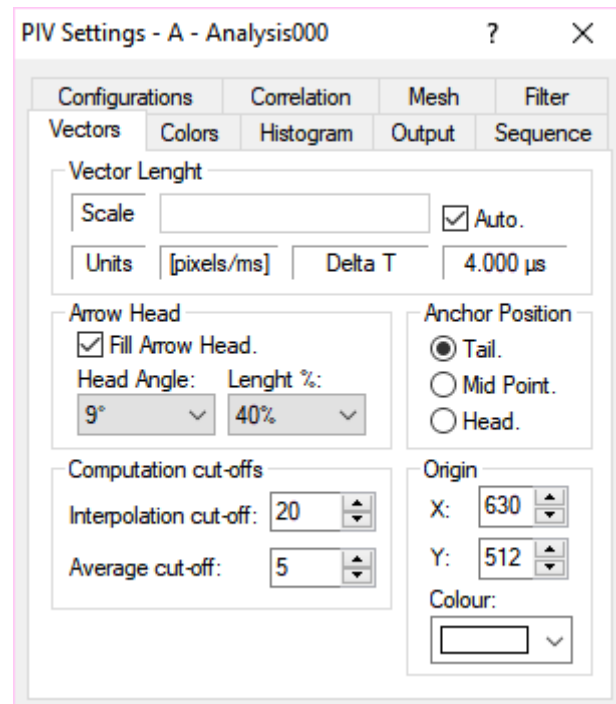 PIV Settings - A - Analysis000 ?
Configurations Correlation Mesh Filter
Vectors Colors Histogram Output Sequence
Vector Lenght
Scale Auto.
Units [pixels/ms] Delta T 4.000 µs
Arrow Head Anchor Position
Fill Arrow Head. Tail.
Head Angle: Lenght %: Mid Point.
9° 40% Head.
Computation cut-offs Origin
Interpolation cut-off: 20 X: 630
Average cut-off: 5 Y: 512
Colour: